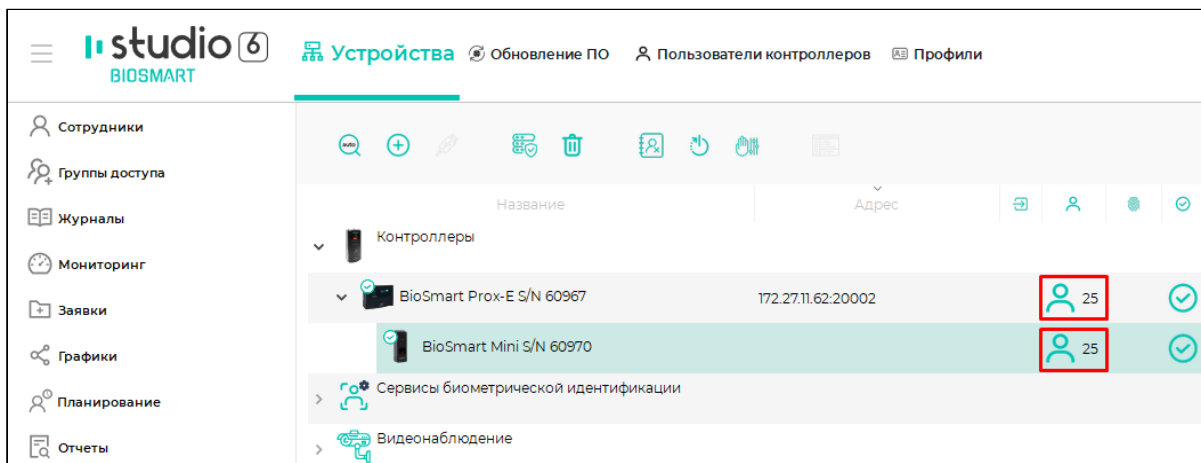 studio 6
BIOSMART
Устройства
Обновление ПО
Пользователи контроллеров
Профили
Сотрудники
Группы доступа
Журналы
Мониторинг
Заявки
Графики
Планирование
Отчеты
auto
Название
Адрес
Контроллеры
BioSmart Prox-E S/N 60967
172.27.11.62:20002
25
BioSmart Mini S/N 60970
25
Сервисы биометрической идентификации
Видеонаблюдение